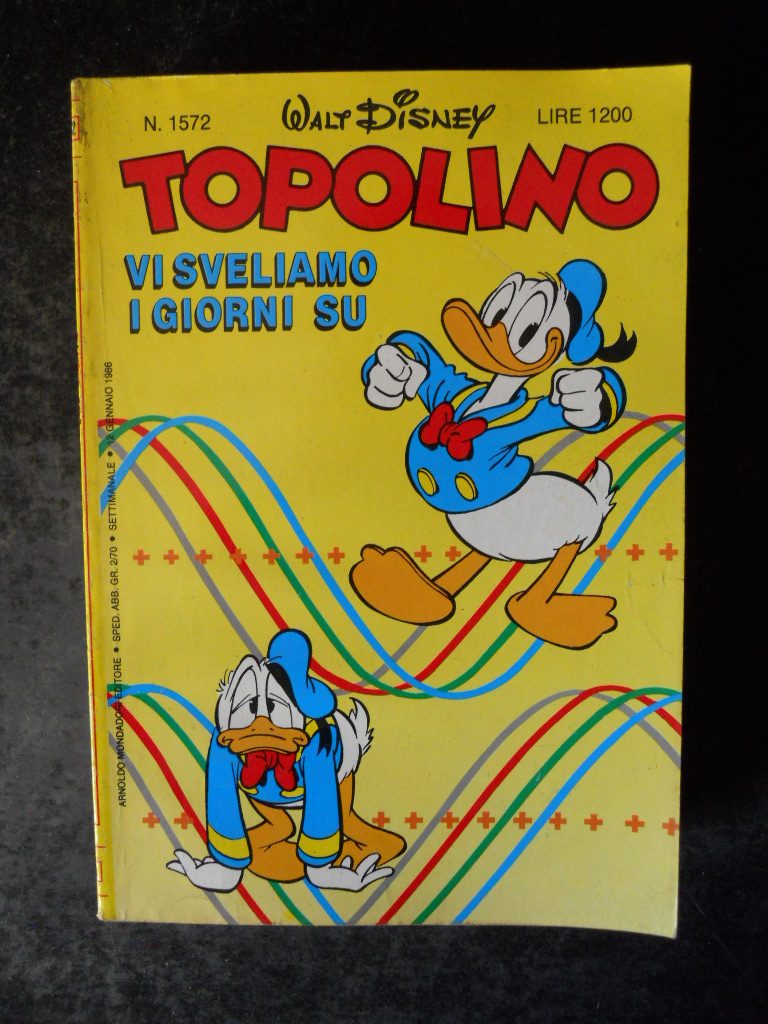 N. 1572
WALT DISNEY
LIRE 1200
TOPOLINO
VI SVELIAMO
I GIORNI SU
ARNOLDO MONDADORI EDITORE • SPED. ABB. GR. 2/70 • SETTIMANALE • 12 GENNAIO 1986